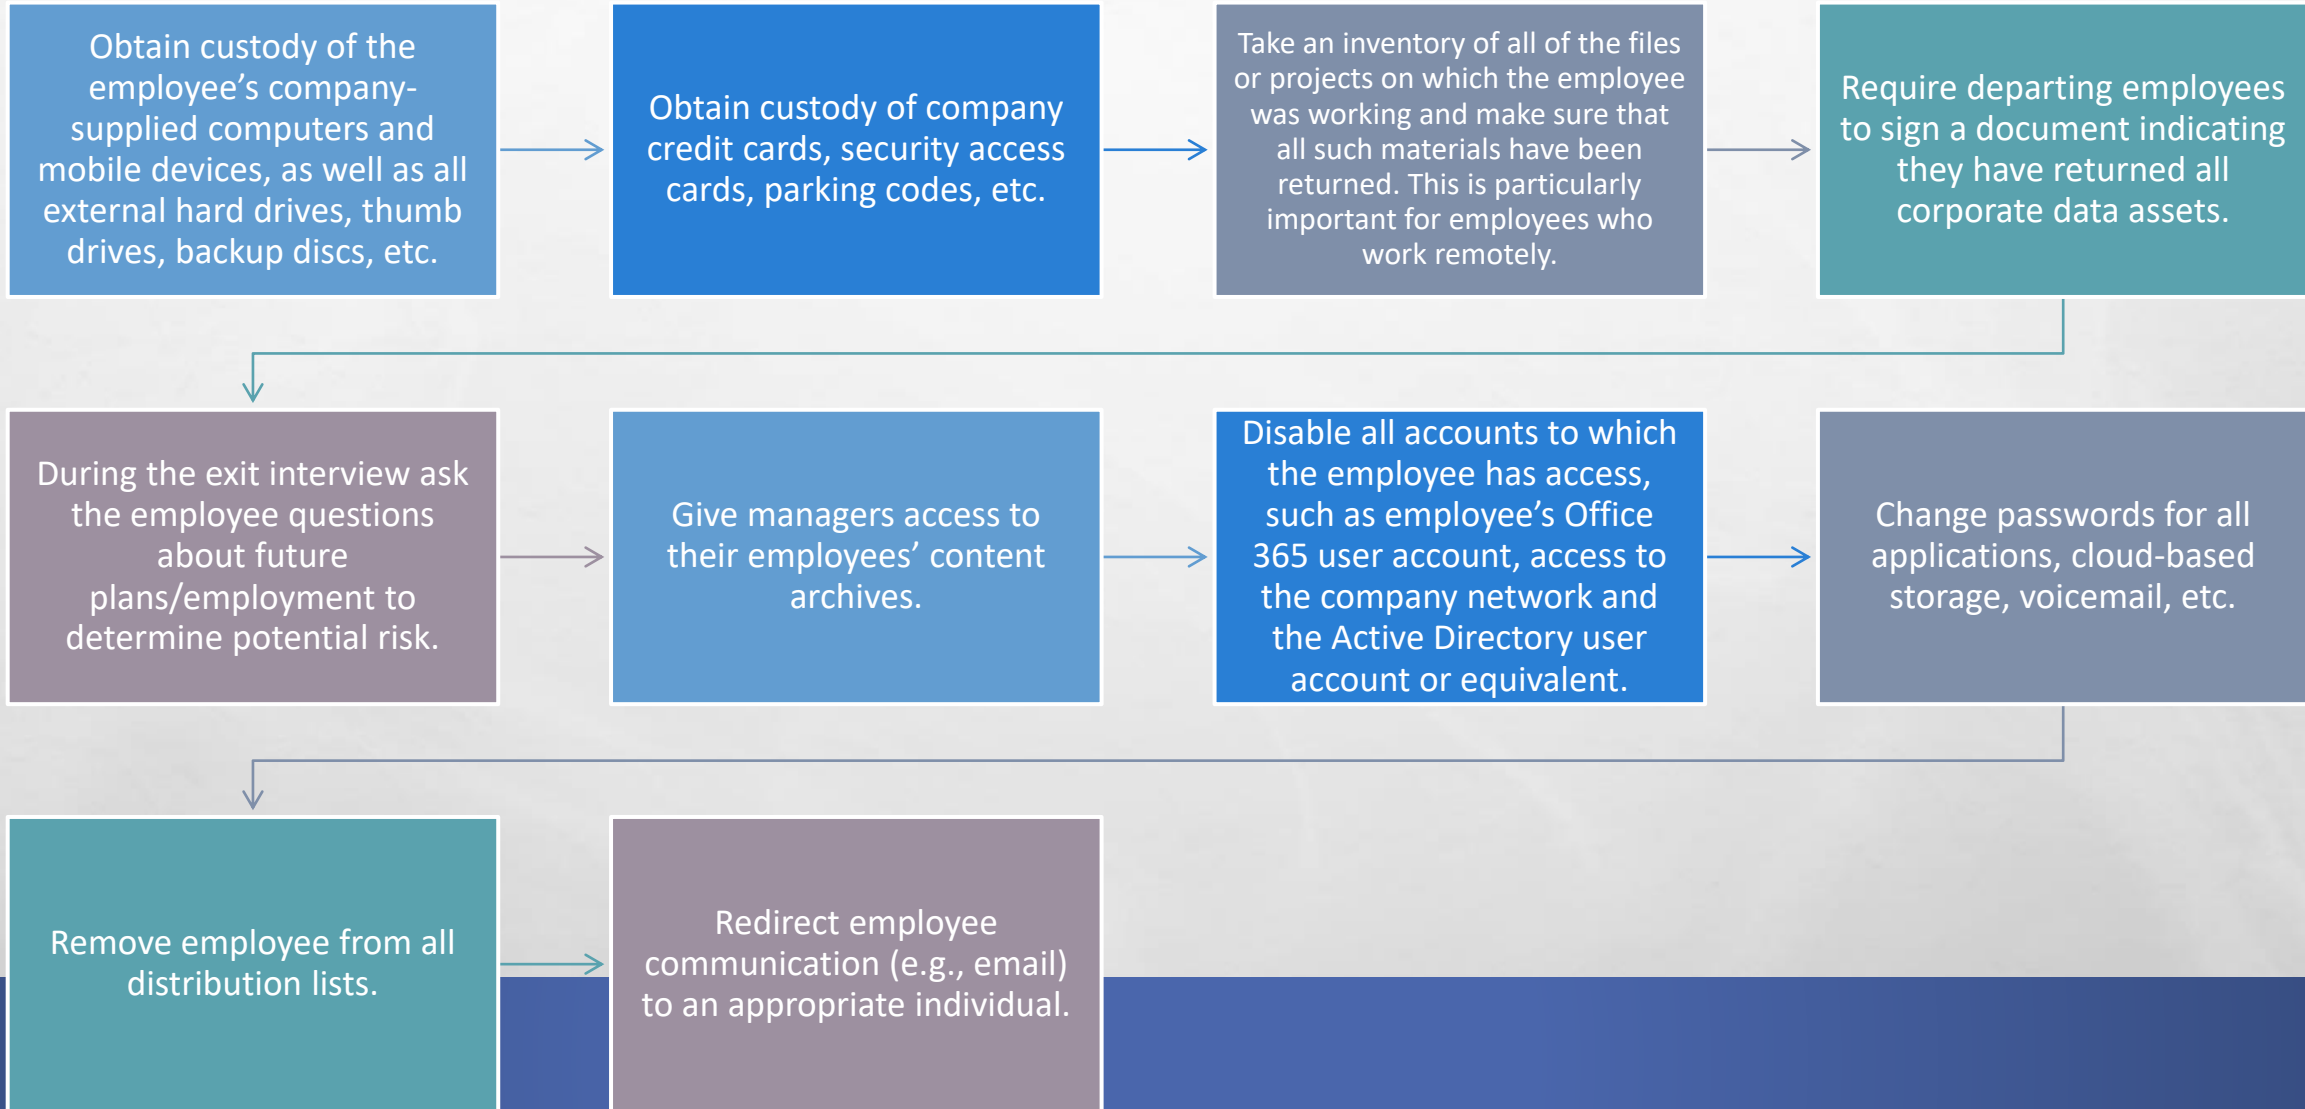 Obtain custody of the
employee’s company-
supplied computers and
mobile devices, as well as all
external hard drives, thumb
drives, backup discs, etc.
Obtain custody of company
credit cards, security access
cards, parking codes, etc.
Take an inventory of all of the files
or projects on which the employee
was working and make sure that
all such materials have been
returned. This is particularly
important for employees who
work remotely.
Require departing employees
to sign a document indicating
they have returned all
corporate data assets.
During the exit interview ask
the employee questions
about future
plans/employment to
determine potential risk.
Give managers access to
their employees’ content
archives.
Disable all accounts to which
the employee has access,
such as employee’s Office
365 user account, access to
the company network and
the Active Directory user
account or equivalent.
Change passwords for all
applications, cloud-based
storage, voicemail, etc.
Remove employee from all
distribution lists.
Redirect employee
communication (e.g., email)
to an appropriate individual.